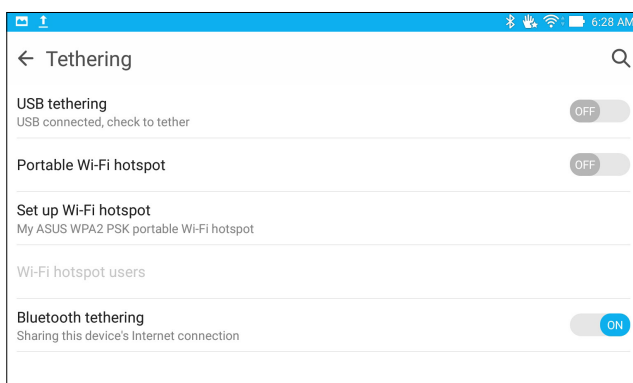 6:28 AM
Tethering
USB tethering
OFF
USB connected, check to tether
Portable Wi-Fi hotspot
OFF
Set up Wi-Fi hotspot
My ASUS WPA2 PSK portable Wi-Fi hotspot
Wi-Fi hotspot users
Bluetooth tethering
ON
Sharing this device's Internet connection